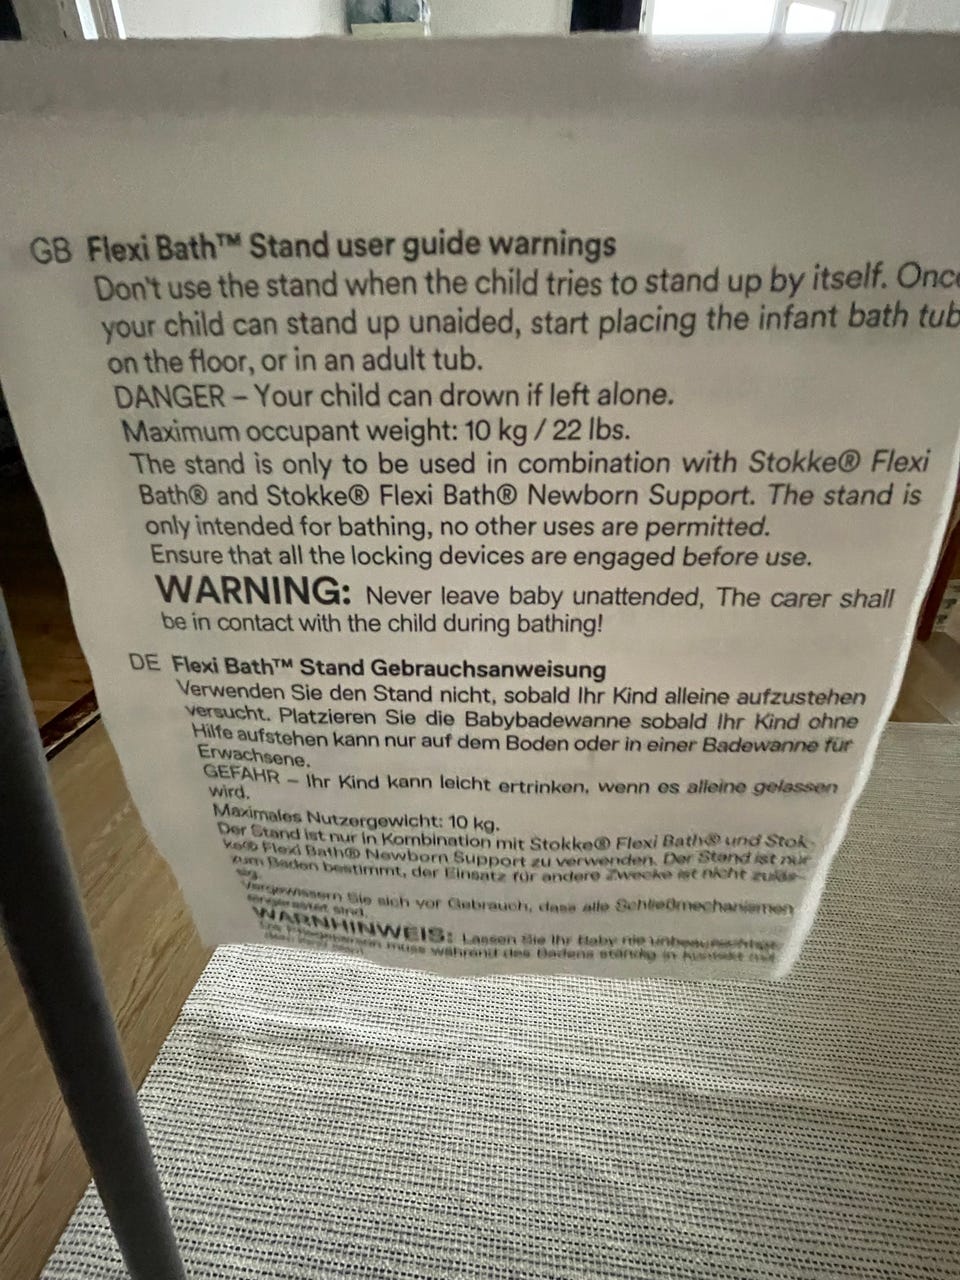 GB Flexi Bath™ Stand user guide warnings
Don't use the stand when the child tries to stand up by itself. Once
your child can stand up unaided, start placing the infant bath tub
on the floor, or in an adult tub.
DANGER – Your child can drown if left alone.
Maximum occupant weight: 10 kg / 22 lbs.
The stand is only to be used in combination with Stokke® Flexi
Bath® and Stokke® Flexi Bath® Newborn Support. The stand is
only intended for bathing, no other uses are permitted.
Ensure that all the locking devices are engaged before use.
WARNING: Never leave baby unattended, The carer shall
be in contact with the child during bathing!
DE Flexi Bath™ Stand Gebrauchsanweisung
Verwenden Sie den Stand nicht, sobald Ihr Kind alleine aufzustehen
versucht. Platzieren Sie die Babybadewanne sobald Ihr Kind ohne
Hilfe aufstehen kann nur auf dem Boden oder in einer Badewanne für
Erwachsene.
GEFAHR – Ihr Kind kann leicht ertrinken, wenn es alleine gelassen
wird.
Maximales Nutzergewicht: 10 kg.
Der Stand ist nur in Kombination mit Stokke® Flexi Bath® und Stok-
ke® Flexi Bath® Newborn Support zu verwenden. Der Stand ist nur
zum Baden bestimmt, der Einsatz für andere Zwecke ist nicht zuläs-
sig.
Vergewissern Sie sich vor Gebrauch, dass alle Schließmechanismen
eingerastet sind.
WARNHINWEIS: Lassen Sie Ihr Baby nie unbeaufsichtigt.
muss während des Badens ständig in Kontakt mit